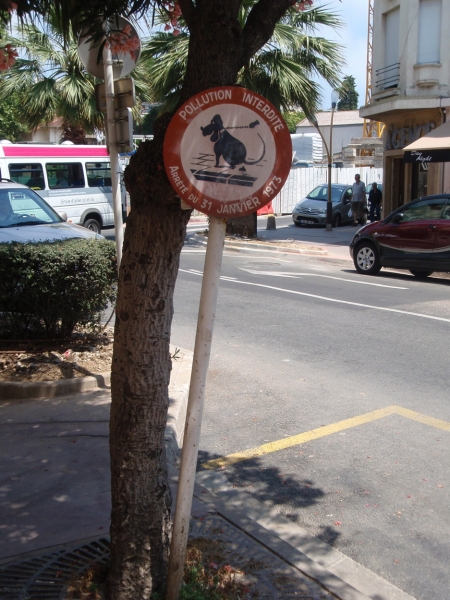 POLLUTION INTERDITE
Arrêté du 31 JANVIER 1973